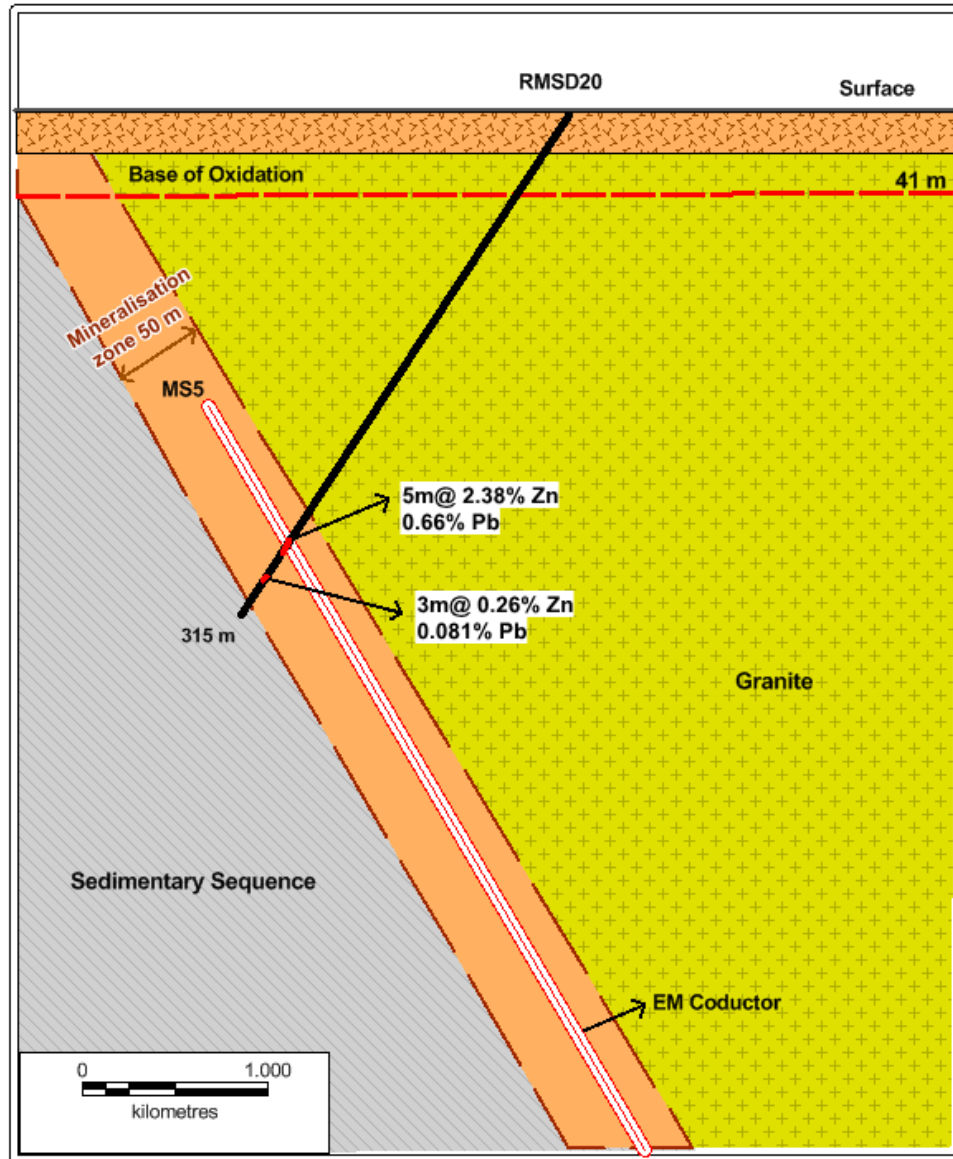 RMSD20
Surface
Base of Oxidation
41 m
Mineralisation
zone 50 m
MS5
5m@ 2.38% Zn
0.66% Pb
3m@ 0.26% Zn
0.081% Pb
315 m
Granite
Sedimentary Sequence
EM Coductor
0 1.000
kilometres